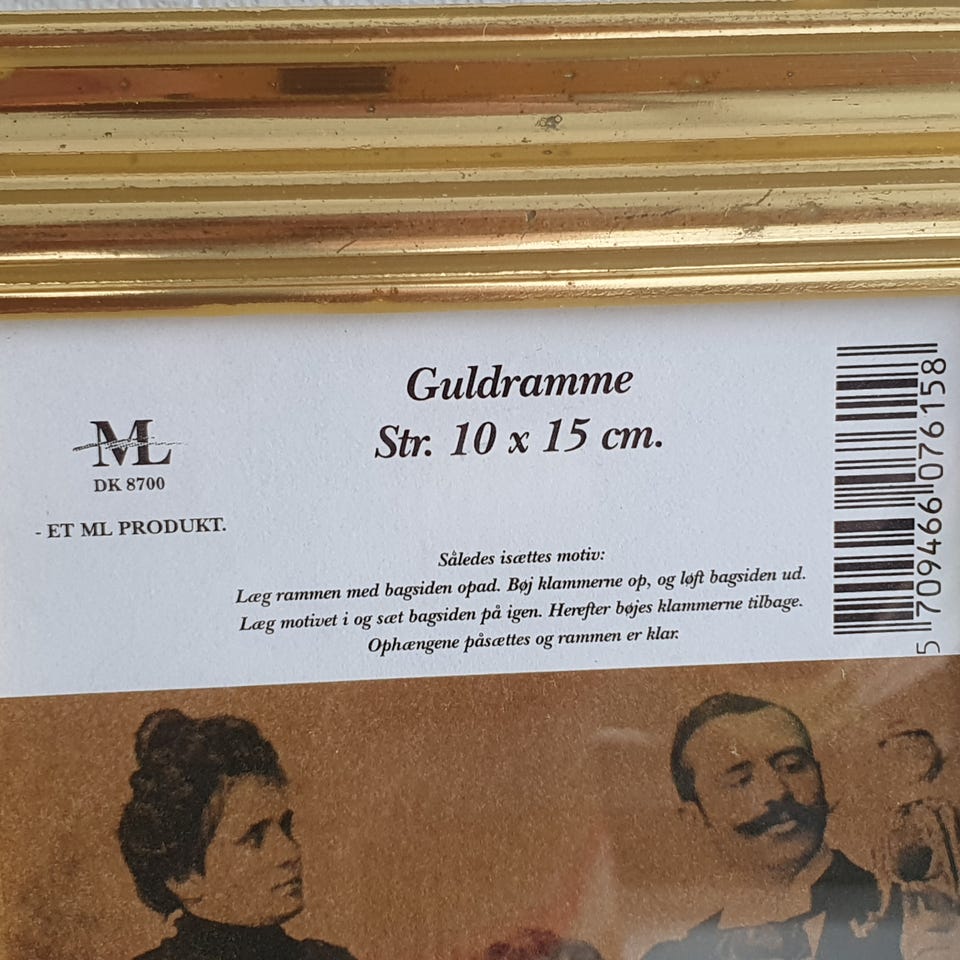 Guldramme
Str. 10 x 15 cm.
ML
DK 8700
- ET ML PRODUKT.
Således isættes motiv:
Læg rammen med bagsiden opad. Bøj klammerne op, og løft bagsiden ud.
Læg motivet i og sæt bagsiden på igen. Herefter bøjes klammerne tilbage.
Ophængene påsættes og rammen er klar.
5 709466 076158